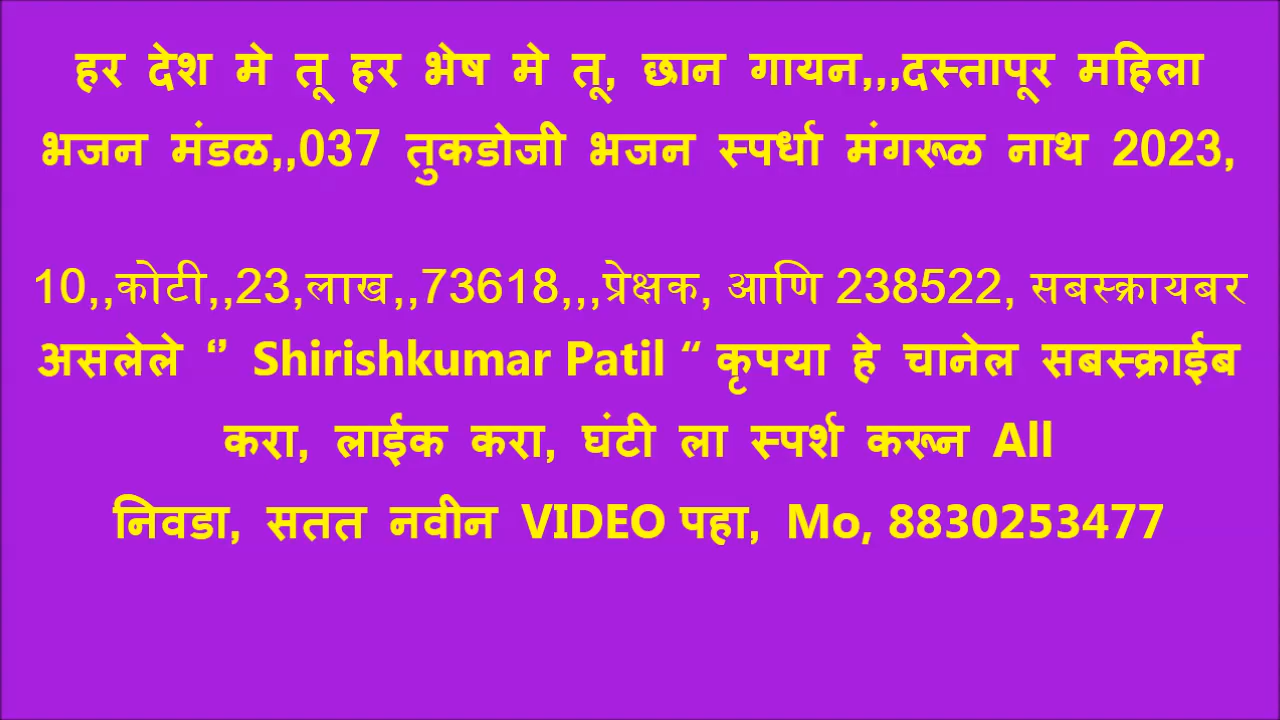 हर देश मे तू हर भेष मे तू, छान गायन,,,दस्तापूर महिला
भजन मंडळ,,037 तुकडोजी भजन स्पर्धा मंगरूळ नाथ 2023,
10,,कोटी,,23,लाख,,73618,,,प्रेक्षक, आणि 238522, सबस्क्रायबर
असलेले ‘’ Shirishkumar Patil “ कृपया हे चानेल सबस्क्राईब
करा, लाईक करा, घंटी ला स्पर्श करून All
निवडा, सतत नवीन VIDEO पहा, Mo, 8830253477